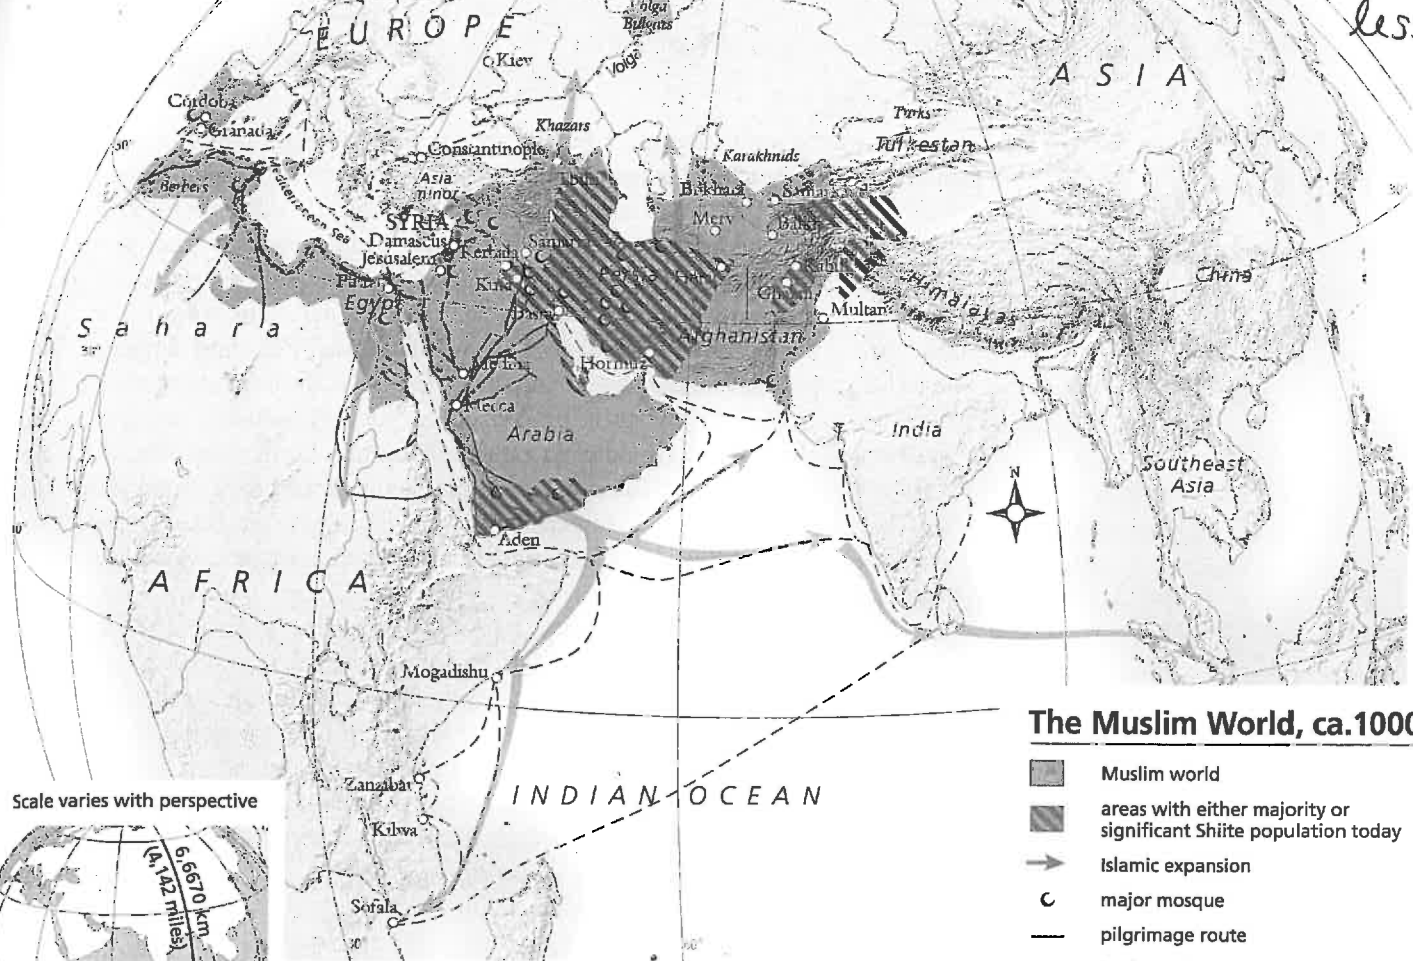 EUROPE
Volga
Kiev
ASIA
les
Córdoba
Granada
Khazars
Turks
Constantinople
Karakhnids
Turkestan
Berbers
Asia
minor
Mediterranean Sea
Bukhara
SYRIA
Merv
Balkh
Damascus
Jerusalem
Kerbala
Samarra
Persia
Kabul
China
Himalayas
Egypt
Kufa
Basra
Multan
Sahara
Afghanistan
Hormuz
Medina
Mecca
Arabia
India
Southeast
Asia
N
Aden
AFRICA
Mogadishu
Zanzibar
INDIAN OCEAN
Kilwa
Sofala
30°
60°
The Muslim World, ca.1000
Muslim world
areas with either majority or
significant Shiite population today
Islamic expansion
major mosque
pilgrimage route
Scale varies with perspective
6,6670 km
(4,142 miles)